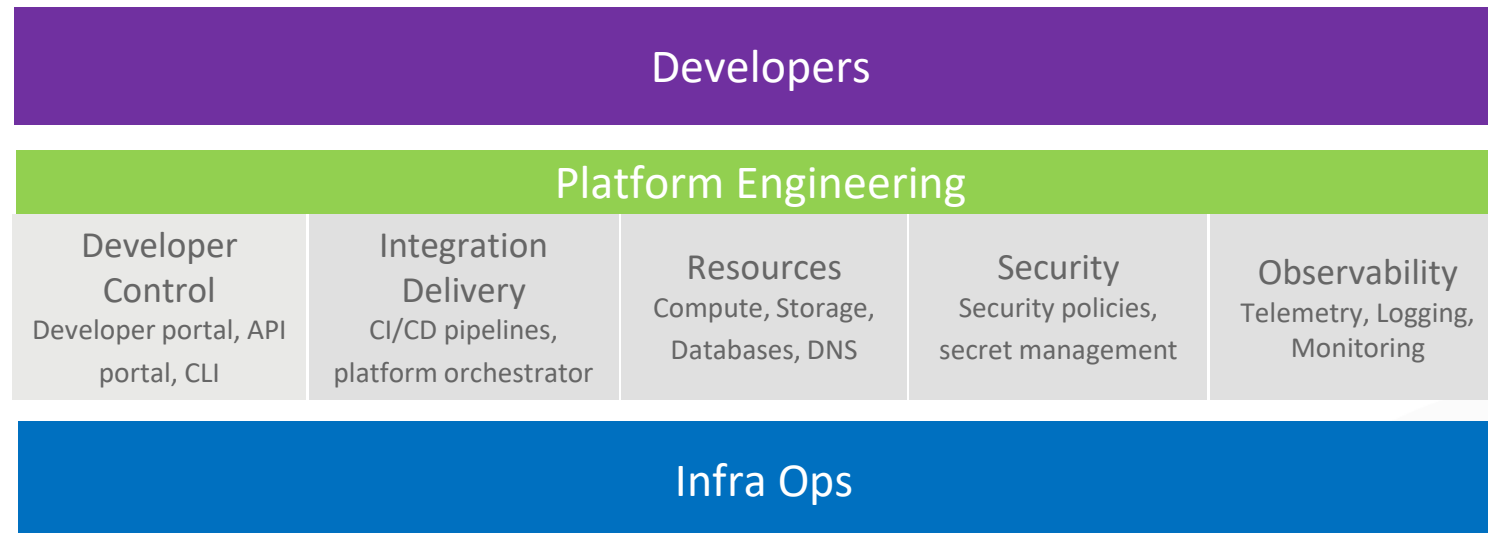 Developers
Platform Engineering
Developer
Control
Developer portal, API
portal, CLI
Integration
Delivery
CI/CD pipelines,
platform orchestrator
Resources
Compute, Storage,
Databases, DNS
Security
Security policies,
secret management
Observability
Telemetry, Logging,
Monitoring
Infra Ops